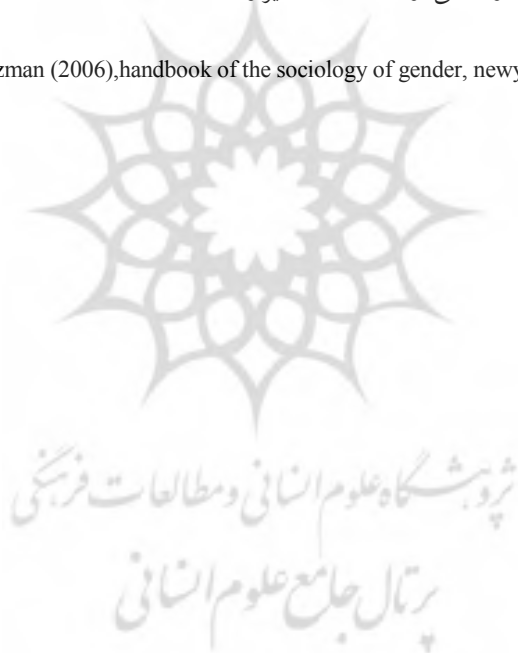 zman (2006),handbook of the sociology of gender, newy
پژوهشگاه علوم انسانی و مطالعات فرهنگی
پرتال جامع علوم انسانی